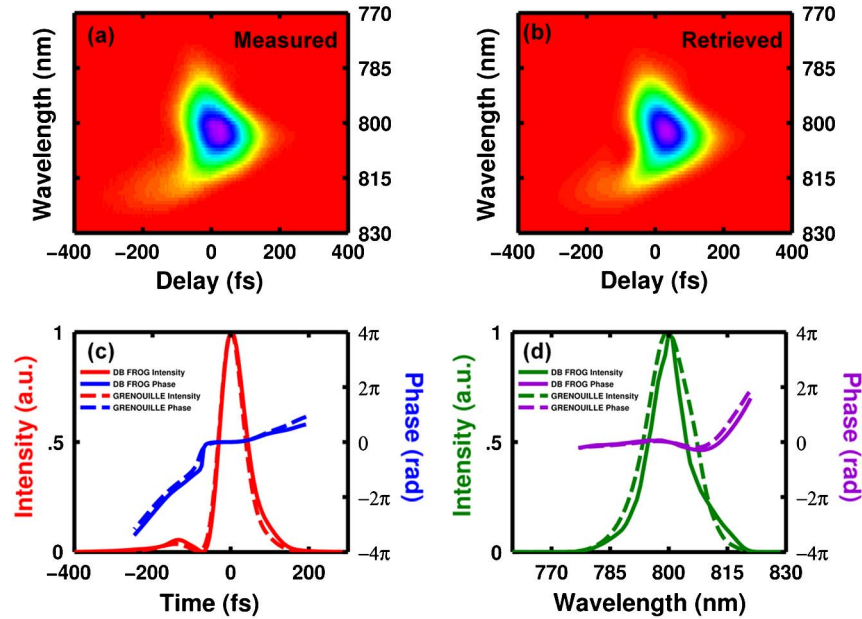 (a) Measured
Wavelength (nm)
770
785
800
815
830
−400 −200 0 200 400
Delay (fs)
(b) Retrieved
Wavelength (nm)
770
785
800
815
830
−400 −200 0 200 400
Delay (fs)
(c)
DB FROG Intensity
DB FROG Phase
GRENOUILLE Intensity
GRENOUILLE Phase
Intensity (a.u.)
1
.5
0
4π
2π
0
−2π
−4π
Phase (rad)
−400 −200 0 200
Time (fs)
(d)
DB FROG Intensity
DB FROG Phase
GRENOUILLE Intensity
GRENOUILLE Phase
Intensity (a.u.)
1
.5
0
4π
2π
0
−2π
−4π
Phase (rad)
770 785 800 815 830
Wavelength (nm)